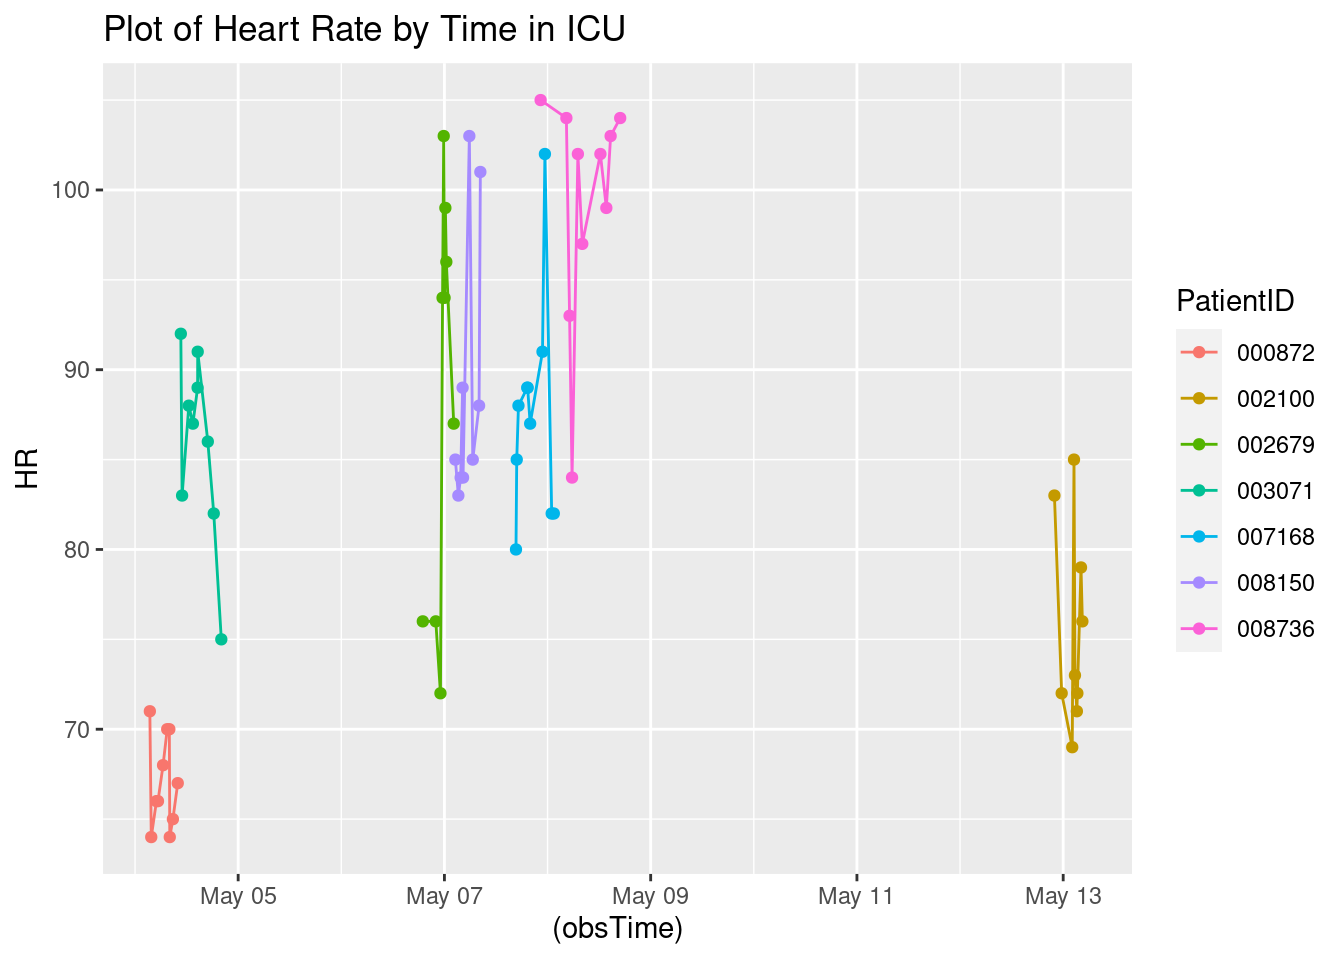 Plot of Heart Rate by Time in ICU
HR
100
90
80
70
May 05
May 07
May 09
May 11
May 13
(obsTime)
PatientID
000872
002100
002679
003071
007168
008150
008736